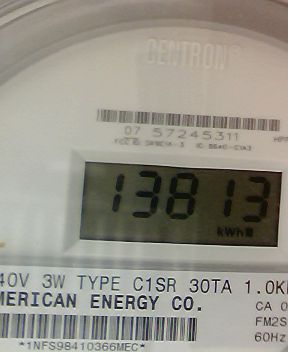 CENTRON®
07 57245311
13813
kWh
40V 3W TYPE C1SR 30TA 1.0K
MERICAN ENERGY CO.
CA 0
FM2S
60Hz
*1NFS98410366MEC*